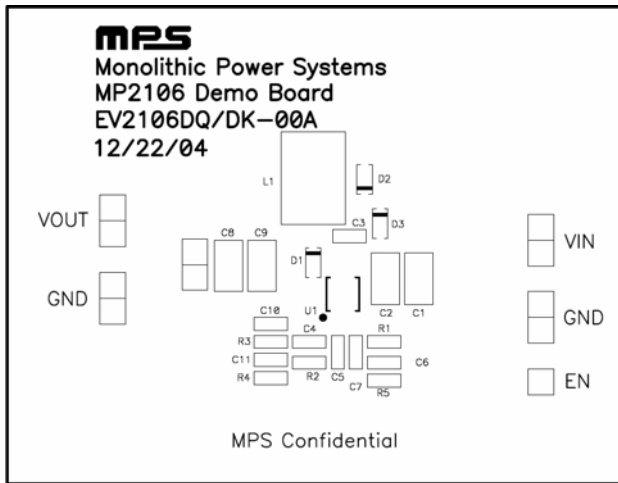 MPS
Monolithic Power Systems
MP2106 Demo Board
EV2106DQ/DK-00A
12/22/04
L1
D2
C3
D3
VOUT
C8
C9
VIN
D1
GND
U1
C2
C1
GND
C10
C4
R1
R3
C11
C6
R4
R2
C5
C7
R5
EN
MPS Confidential